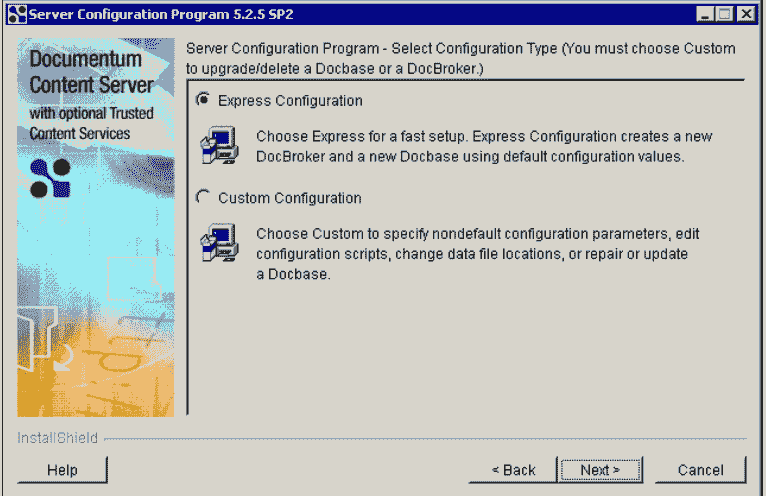 Server Configuration Program 5.2.5 SP2
Documentum
Content Server
with optional Trusted
Content Services
Server Configuration Program - Select Configuration Type (You must choose Custom
to upgrade/delete a Docbase or a DocBroker.)
Express Configuration
Choose Express for a fast setup. Express Configuration creates a new
DocBroker and a new Docbase using default configuration values.
Custom Configuration
Choose Custom to specify nondefault configuration parameters, edit
configuration scripts, change data file locations, or repair or update
a Docbase.
InstallShield
Help
< Back
Next >
Cancel